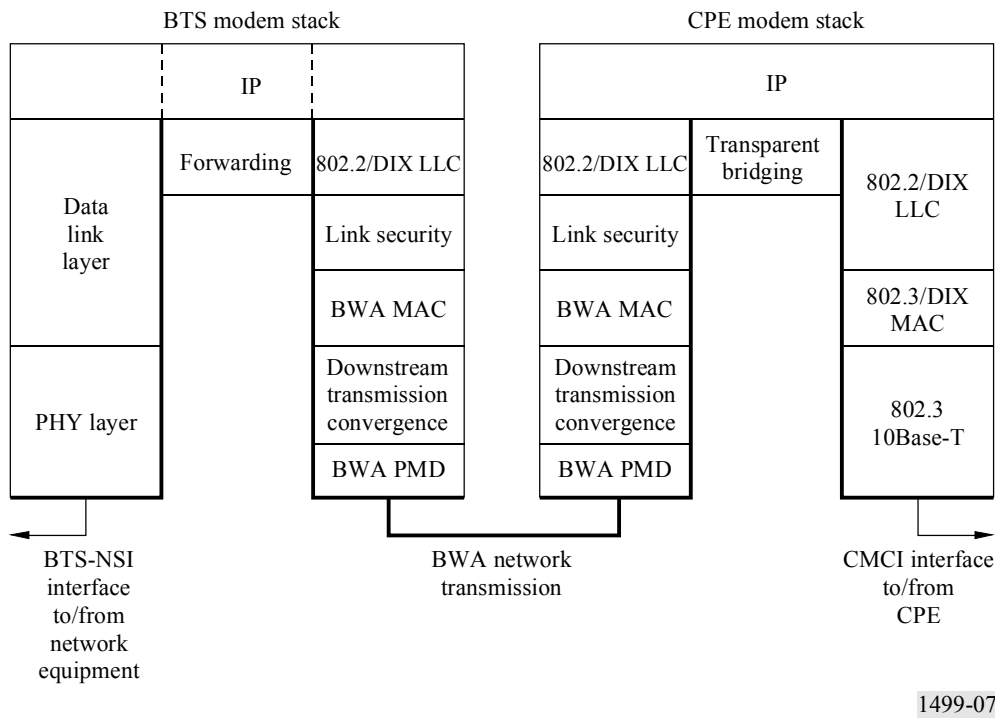 BTS modem stack
CPE modem stack
IP
IP
Data
link
layer
PHY layer
Forwarding
802.2/DIX LLC
Link security
BWA MAC
Downstream
transmission
convergence
BWA PMD
802.2/DIX LLC
Link security
BWA MAC
Downstream
transmission
convergence
BWA PMD
Transparent
bridging
802.2/DIX
LLC
802.3/DIX
MAC
802.3
10Base-T
BTS-NSI
interface
to/from
network
equipment
BWA network
transmission
CMCI interface
to/from
CPE
1499-07